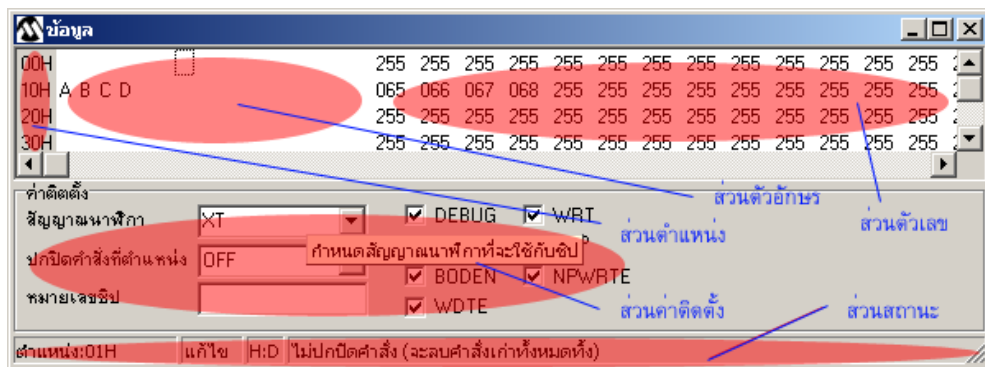 ข้อมูล
00H 255 255 255 255 255 255 255 255 255 255 255 255 255
10H A B C D 065 066 067 068 255 255 255 255 255 255 255 255 255
20H 255 255 255 255 255 255 255 255 255 255 255 255 255
30H 255 255 255 255 255 255 255 255 255 255 255 255 255
ค่าติดตั้ง
ส่วนตัวอักษร
สัญญาณนาฬิกา XT DEBUG WRT
ส่วนตัวเลข
ส่วนตำแหน่ง
กำหนดสัญญาณนาฬิกาที่จะใช้กับชิป
ปกปิดคำสั่งที่ตำแหน่ง OFF
BODEN NPWRTE
หมายเลขชิป WDTE
ส่วนค่าติดตั้ง
ส่วนสถานะ
ตำแหน่ง:01H แก้ไข H:D ไม่ปกปิดคำสั่ง (จะลบคำสั่งเก่าทั้งหมดทิ้ง)